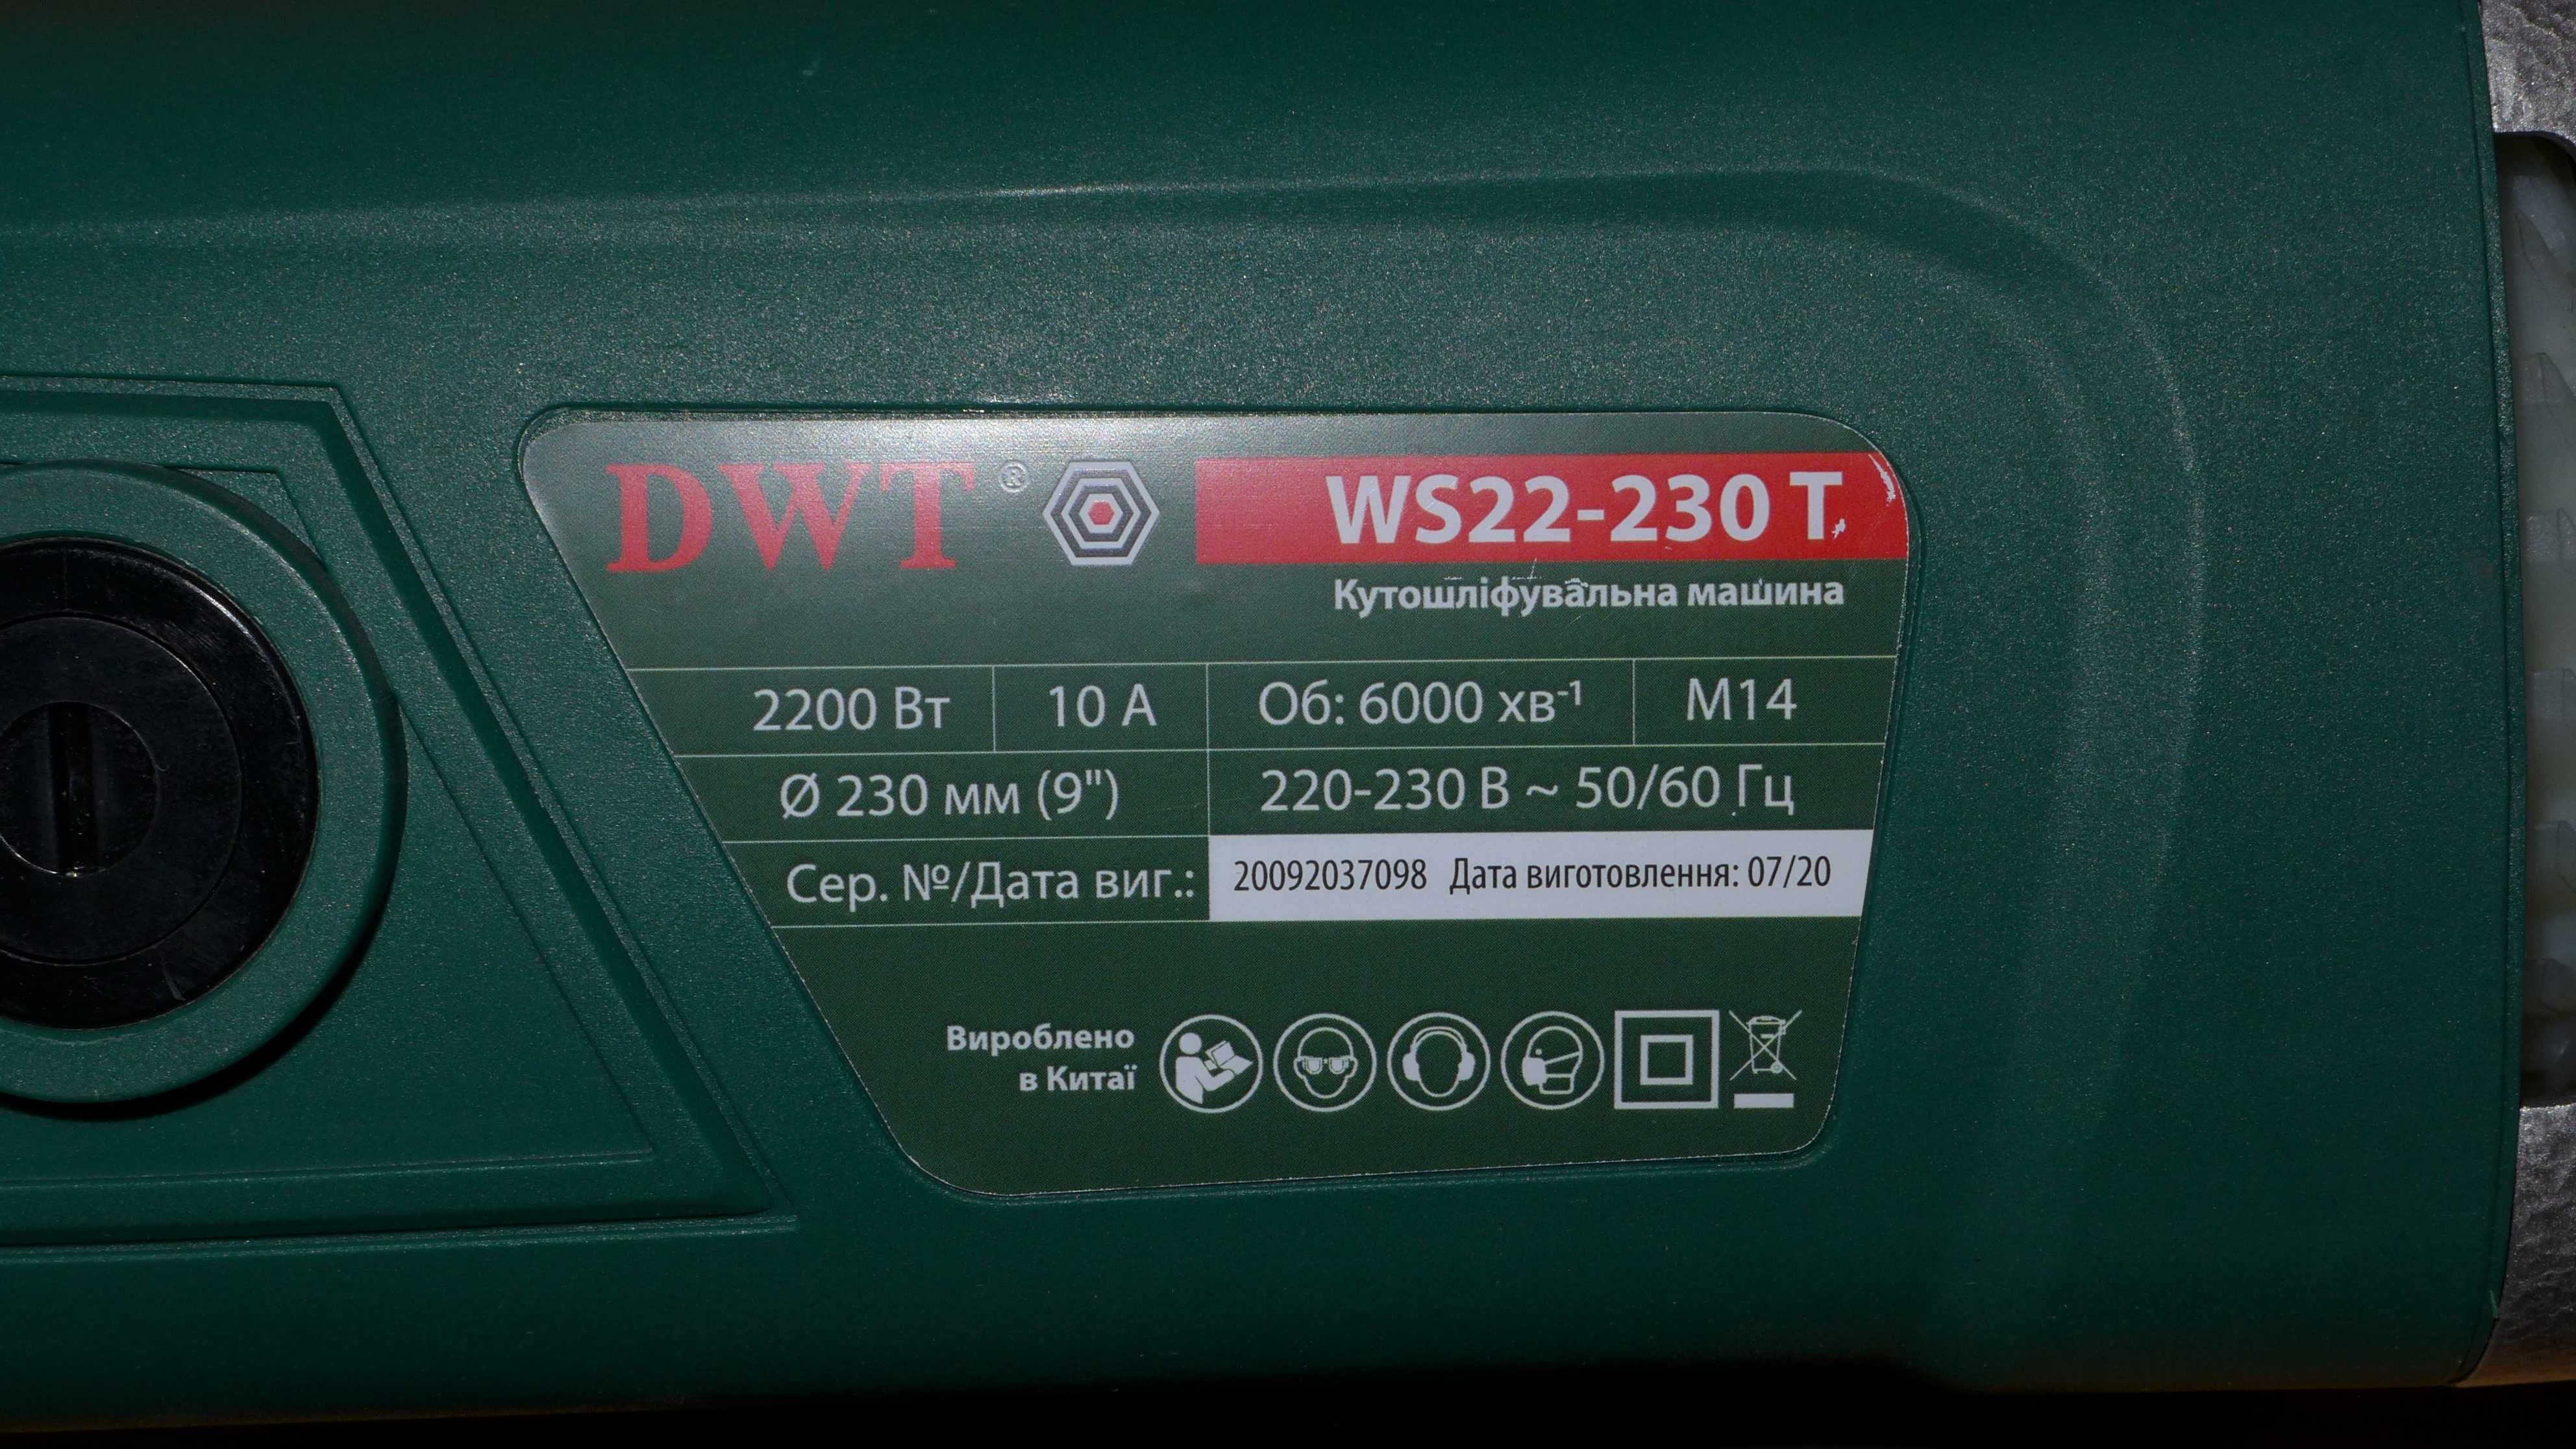 DWT ® WS22-230 T
Кутошліфувальна машина
2200 Вт 10 А Об: 6000 хв⁻¹ М14
Ø 230 мм (9") 220-230 В ~ 50/60 Гц
Сер. №/Дата виг.: 20092037098 Дата виготовлення: 07/20
Вироблено
в Китаї